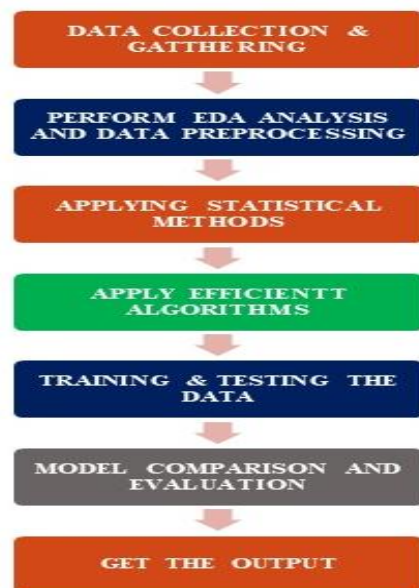 DATA COLLECTION &
GATTHERING
PERFORM EDA ANALYSIS
AND DATA PREPROCESSING
APPLYING STATISTICAL
METHODS
APPLY EFFICIENTT
ALGORITHMS
TRAINING & TESTING THE
DATA
MODEL COMPARISON AND
EVALUATION
GET THE OUTPUT